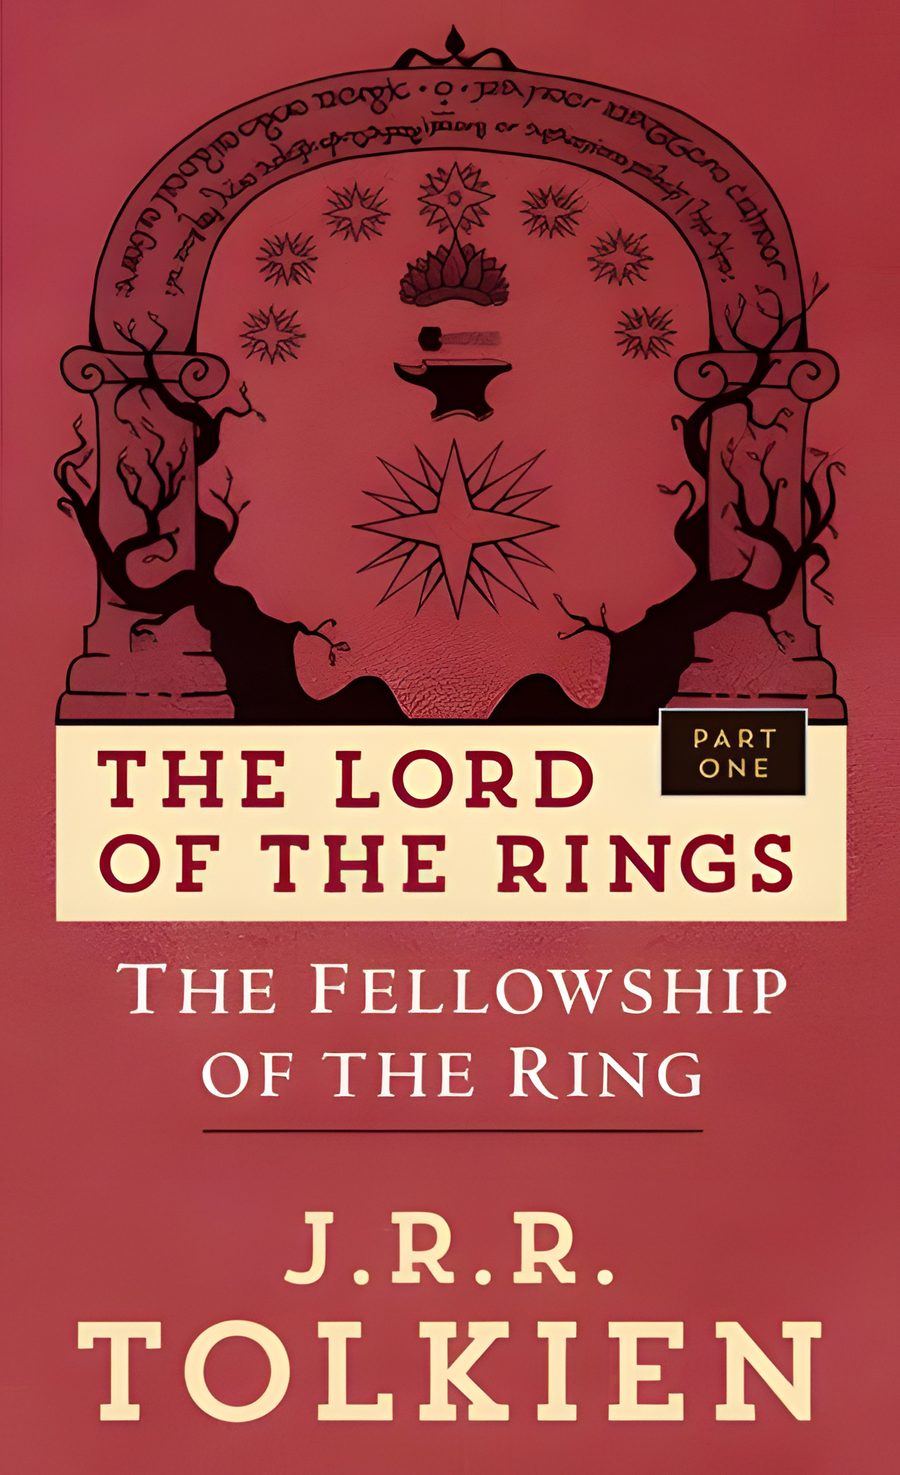 THE LORD
OF THE RINGS
PART
ONE
THE FELLOWSHIP
OF THE RING
J.R.R.
TOLKIEN